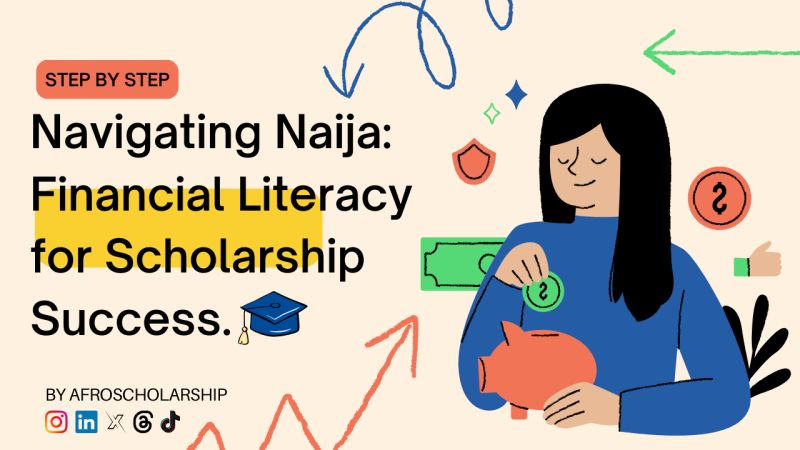 STEP BY STEP
Navigating Naija:
Financial Literacy
for Scholarship
Success.
BY AFROSCHOLARSHIP